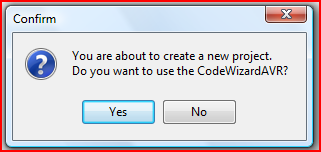 Confirm
You are about to create a new project.
Do you want to use the CodeWizardAVR?
Yes
No